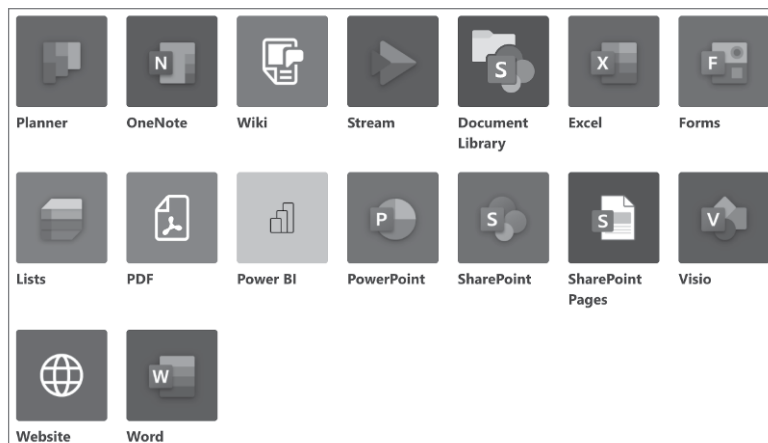 N
S
X
F
Planner
OneNote
Wiki
Stream
Document
Library
Excel
Forms
P
S
S
V
Lists
PDF
Power BI
PowerPoint
SharePoint
SharePoint
Pages
Visio
W
Website
Word